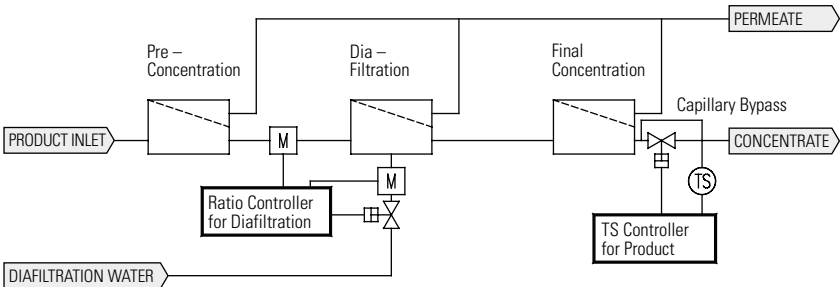 PERMEATE
Pre –
Concentration
Dia –
Filtration
Final
Concentration
Capillary Bypass
PRODUCT INLET
M
CONCENTRATE
M
TS
Ratio Controller
for Diafiltration
TS Controller
for Product
DIAFILTRATION WATER